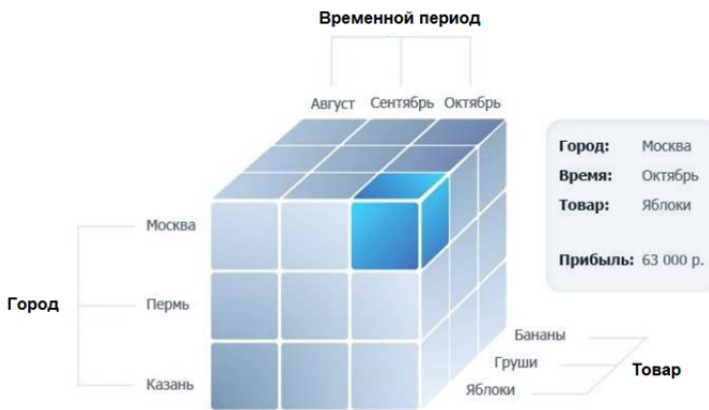 Временной период
Август Сентябрь Октябрь
Город: Москва
Время: Октябрь
Товар: Яблоки
Прибыль: 63 000 р.
Москва
Город
Пермь
Казань
Бананы
Груши
Товар
Яблоки